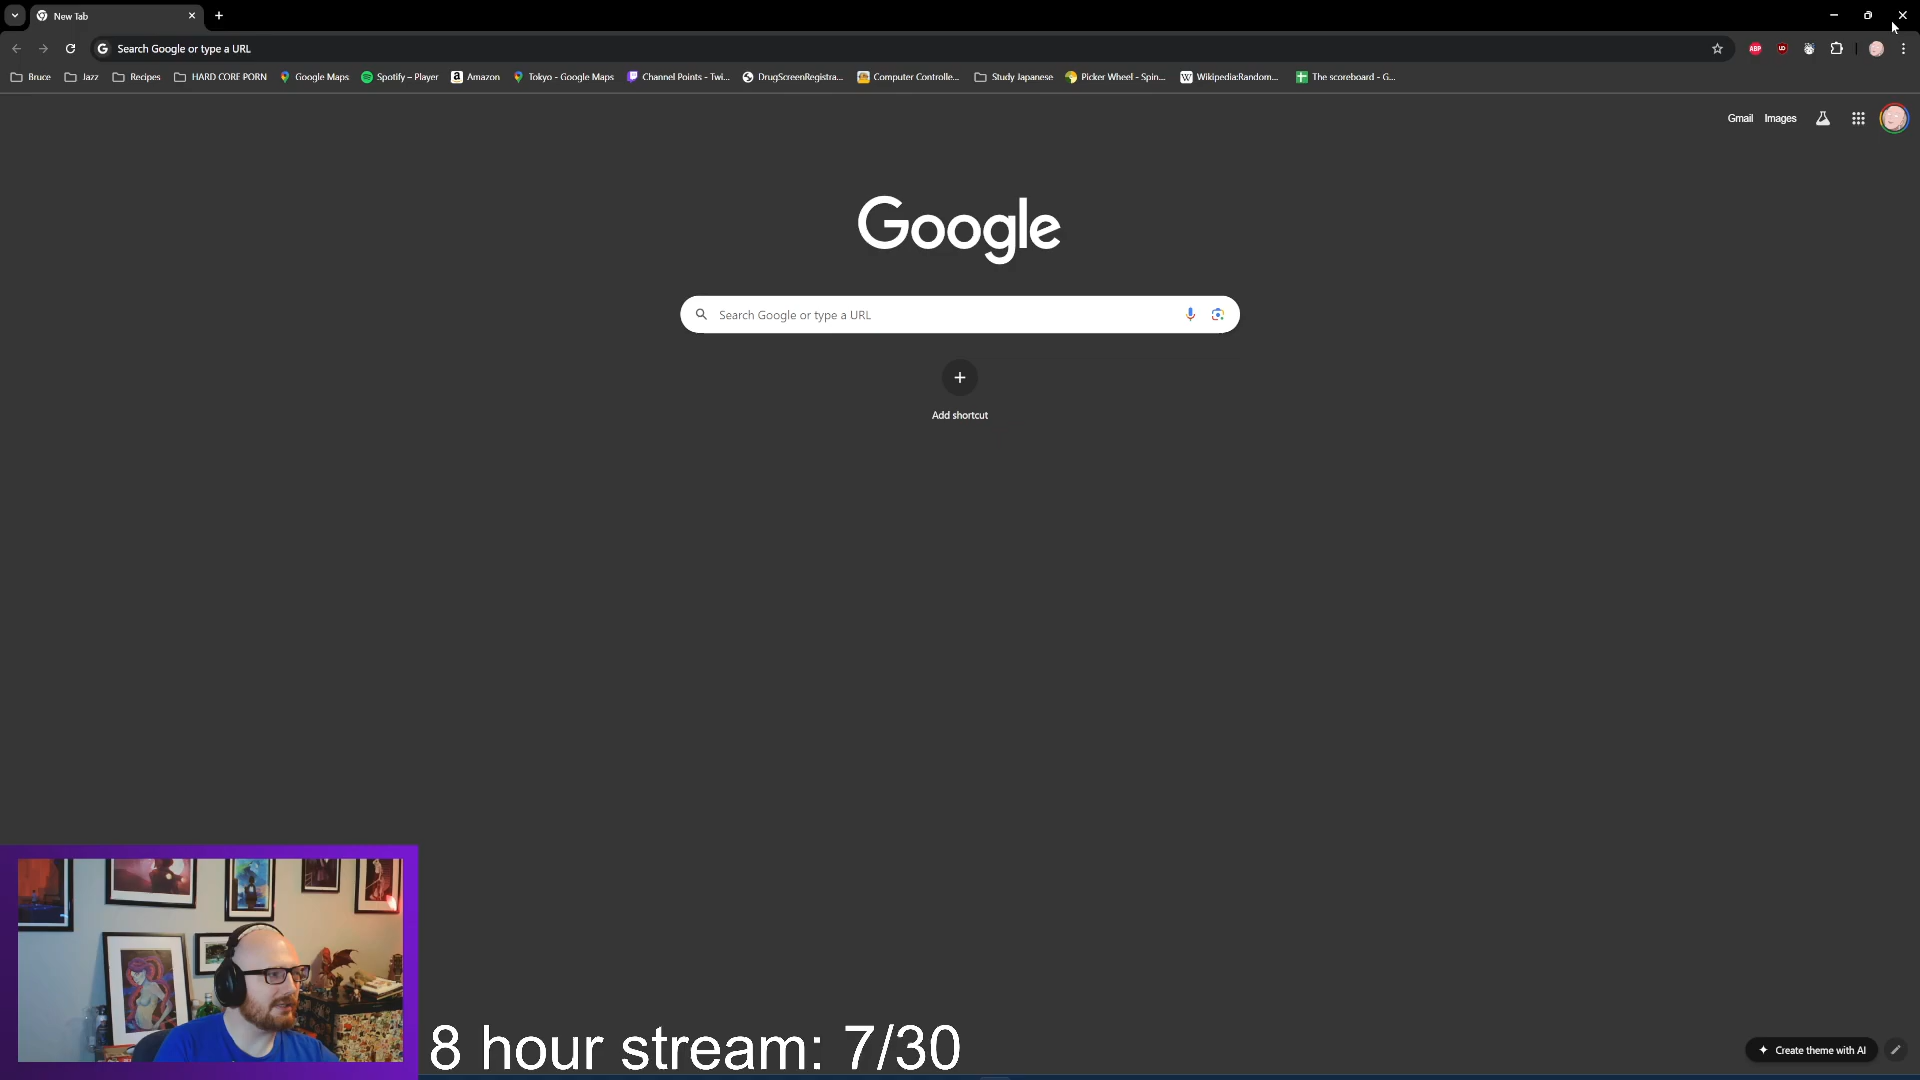 New Tab
Search Google or type a URL
ABP
Bruce
Jazz
Recipes
HARD CORE PORN
Google Maps
Spotify – Player
Amazon
Tokyo - Google Maps
Channel Points - Twi...
DrugScreenRegistra...
Computer Controlle...
Study Japanese
Picker Wheel - Spin...
W
Wikipedia:Random...
The scoreboard - G...
Gmail
Images
Google
Search Google or type a URL
Add shortcut
8 hour stream: 7/30
Create theme with AI